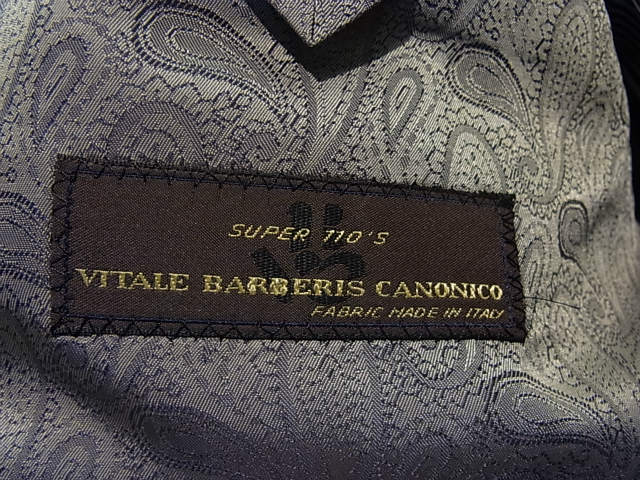 SUPER 110'S
VITALE BARBERIS CANONICO
FABRIC MADE IN ITALY